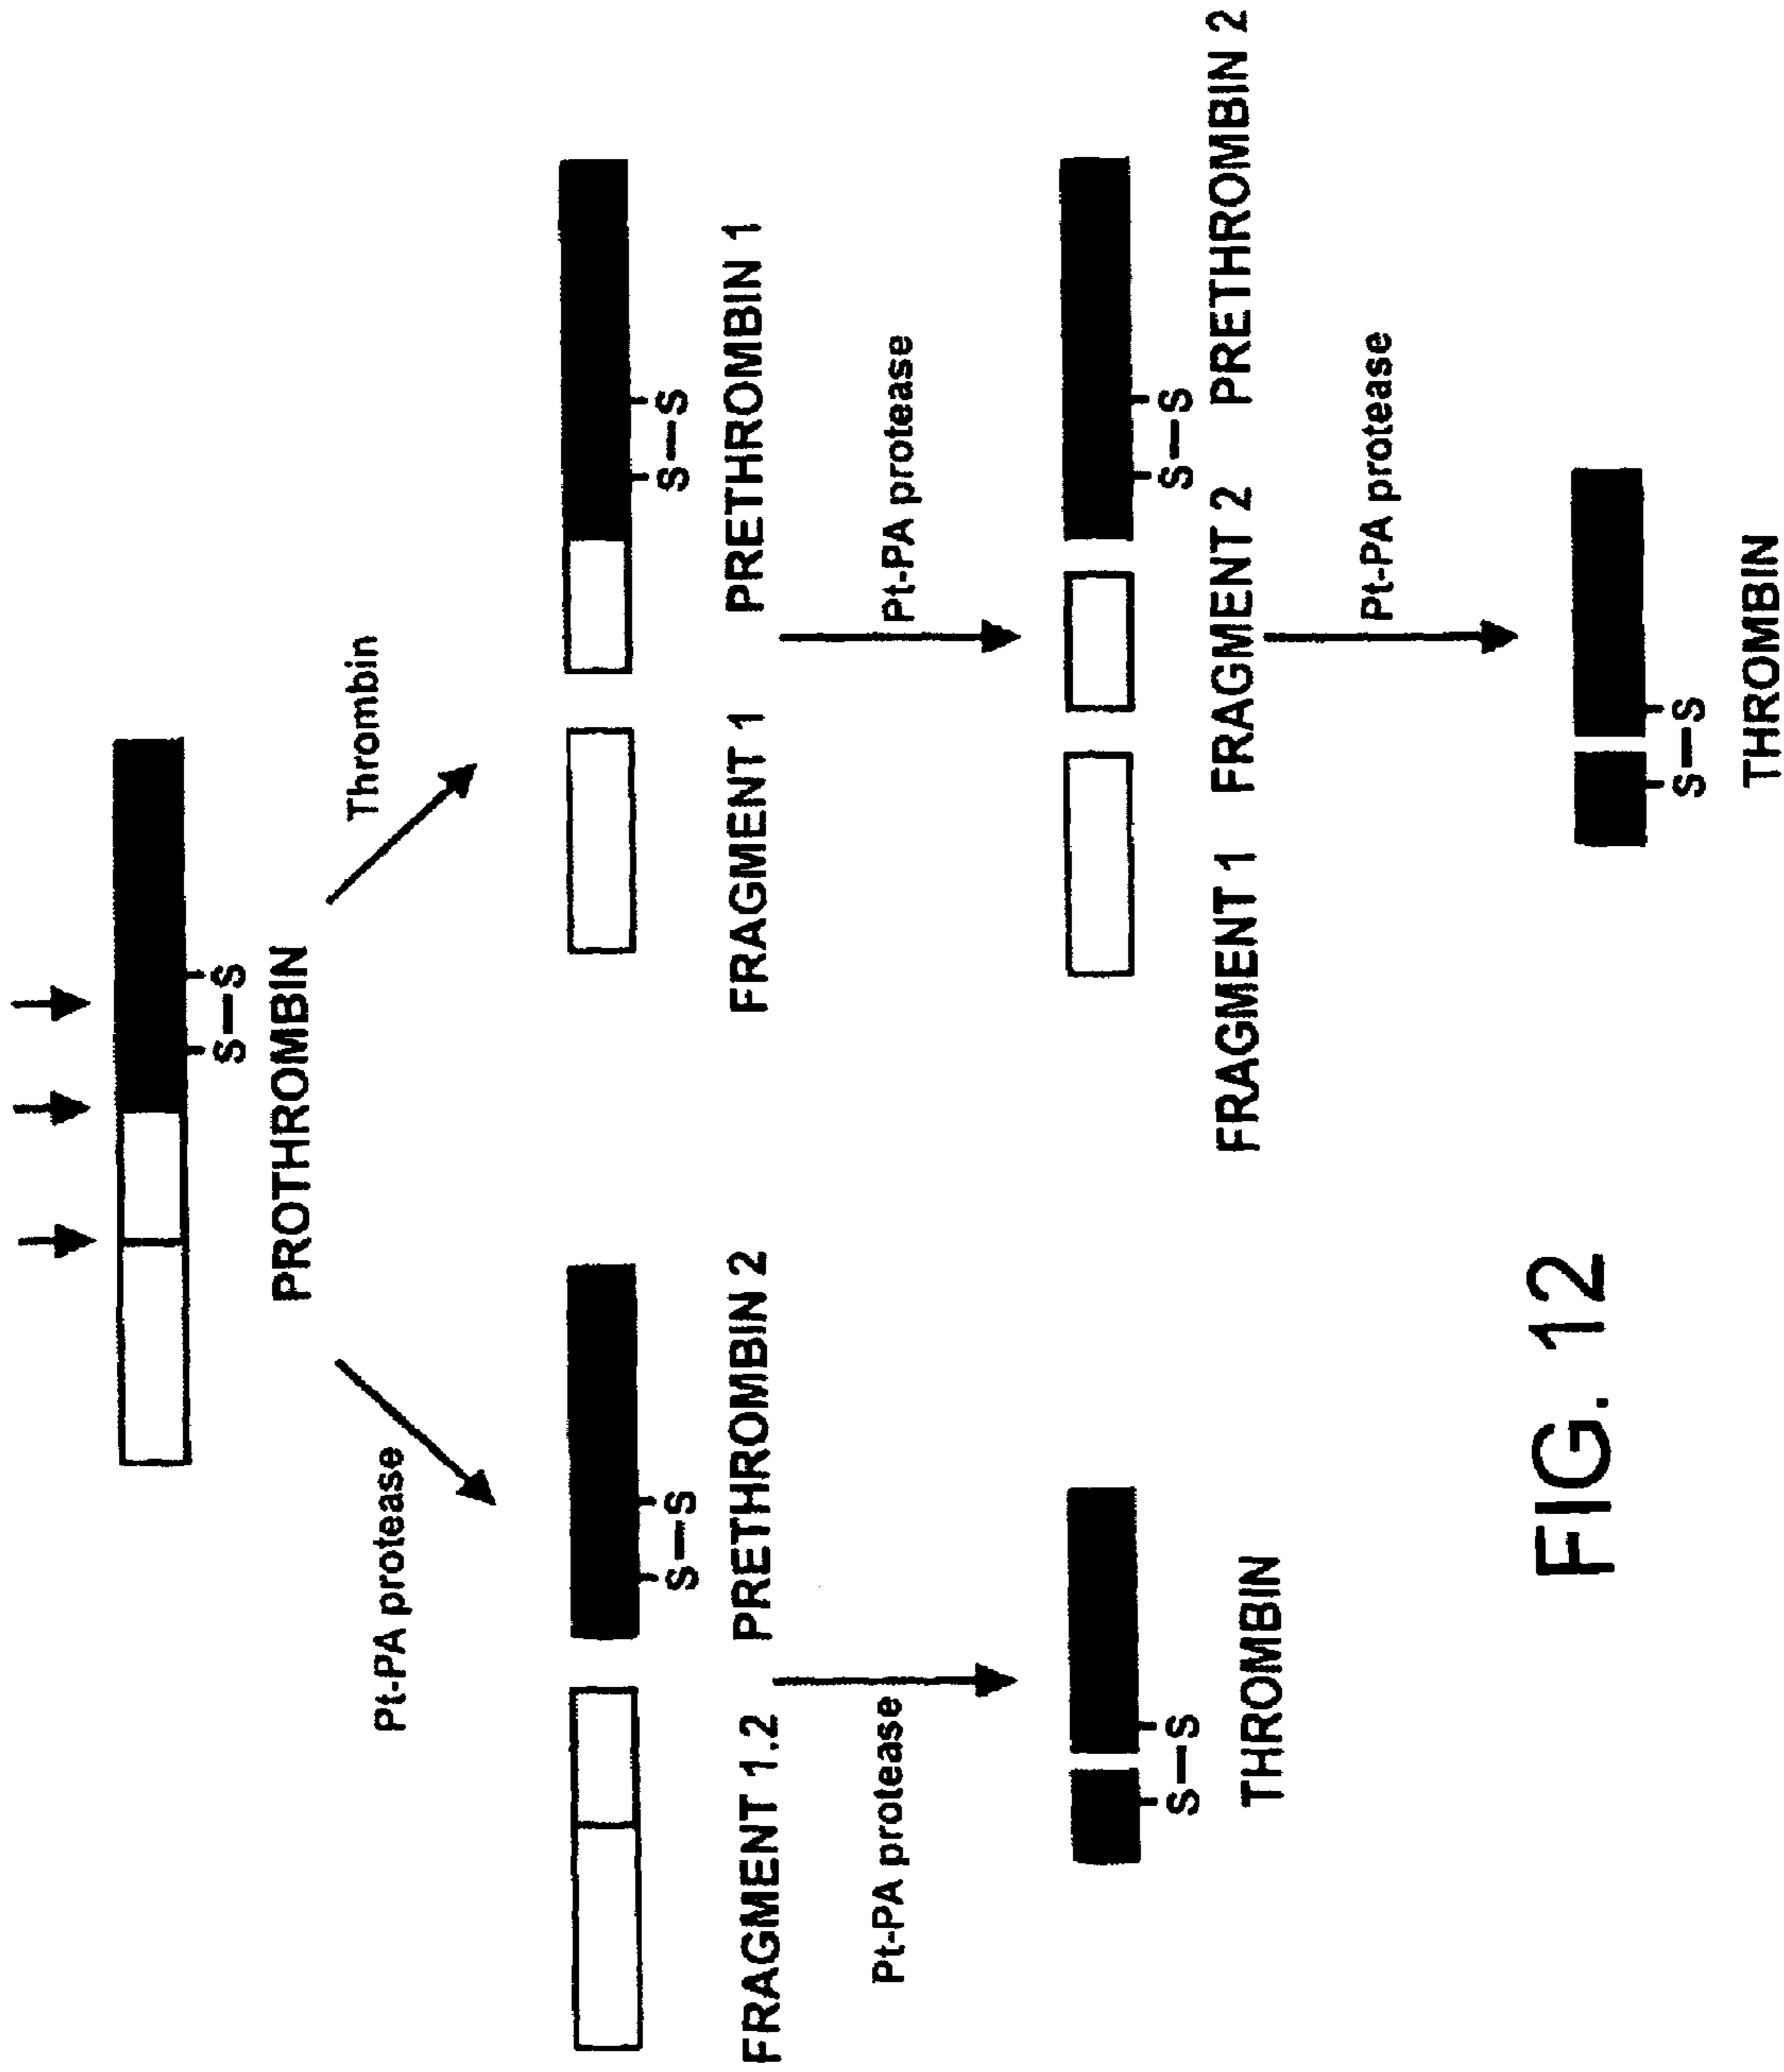 S—S
PROTHROMBIN
Pt-PA protease
Thrombin
S—S
S—S
FRAGMENT 1.2 PRETHROMBIN 2
FRAGMENT 1 PRETHROMBIN 1
Pt-PA protease
Pt-PA protease
S—S
S—S
THROMBIN
FRAGMENT 1 FRAGMENT 2 PRETHROMBIN 2
Pt-PA protease
S—S
THROMBIN
FIG. 12